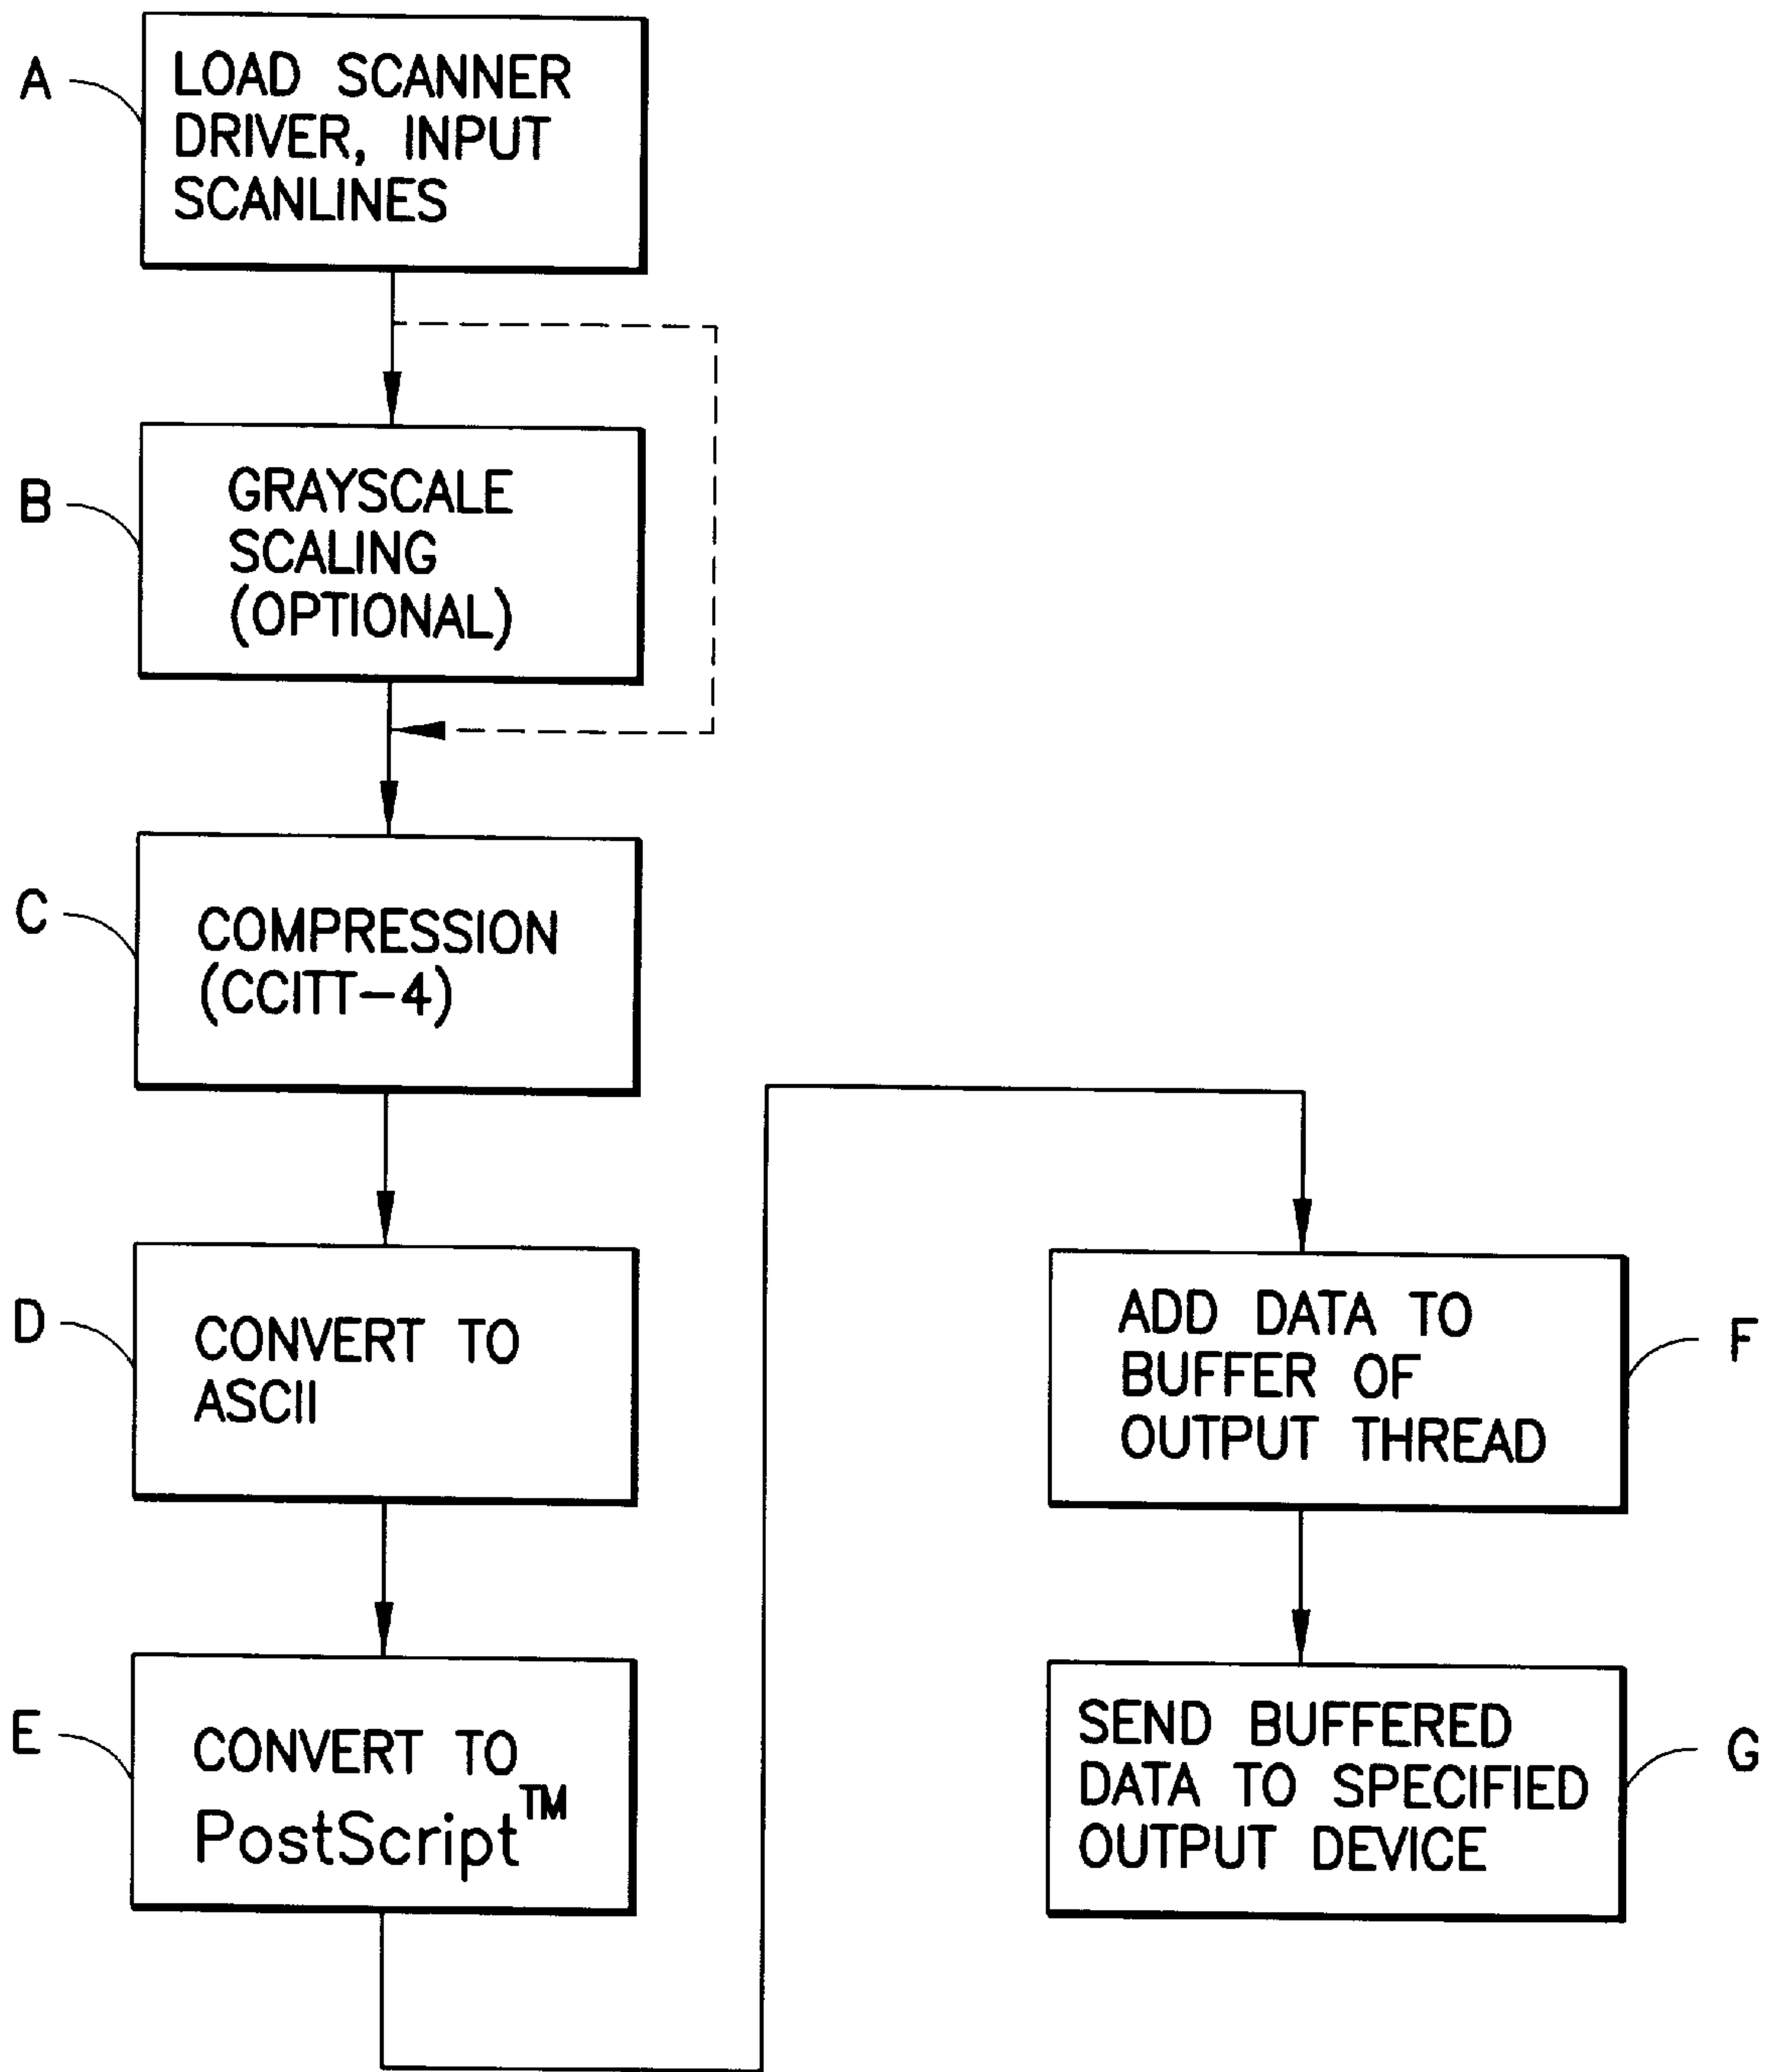 A
LOAD SCANNER
DRIVER, INPUT
SCANLINES
B
GRAYSCALE
SCALING
(OPTIONAL)
C
COMPRESSION
(CCITT-4)
D
CONVERT TO
ASCII
E
CONVERT TO
PostScript™
F
ADD DATA TO
BUFFER OF
OUTPUT THREAD
G
SEND BUFFERED
DATA TO SPECIFIED
OUTPUT DEVICE